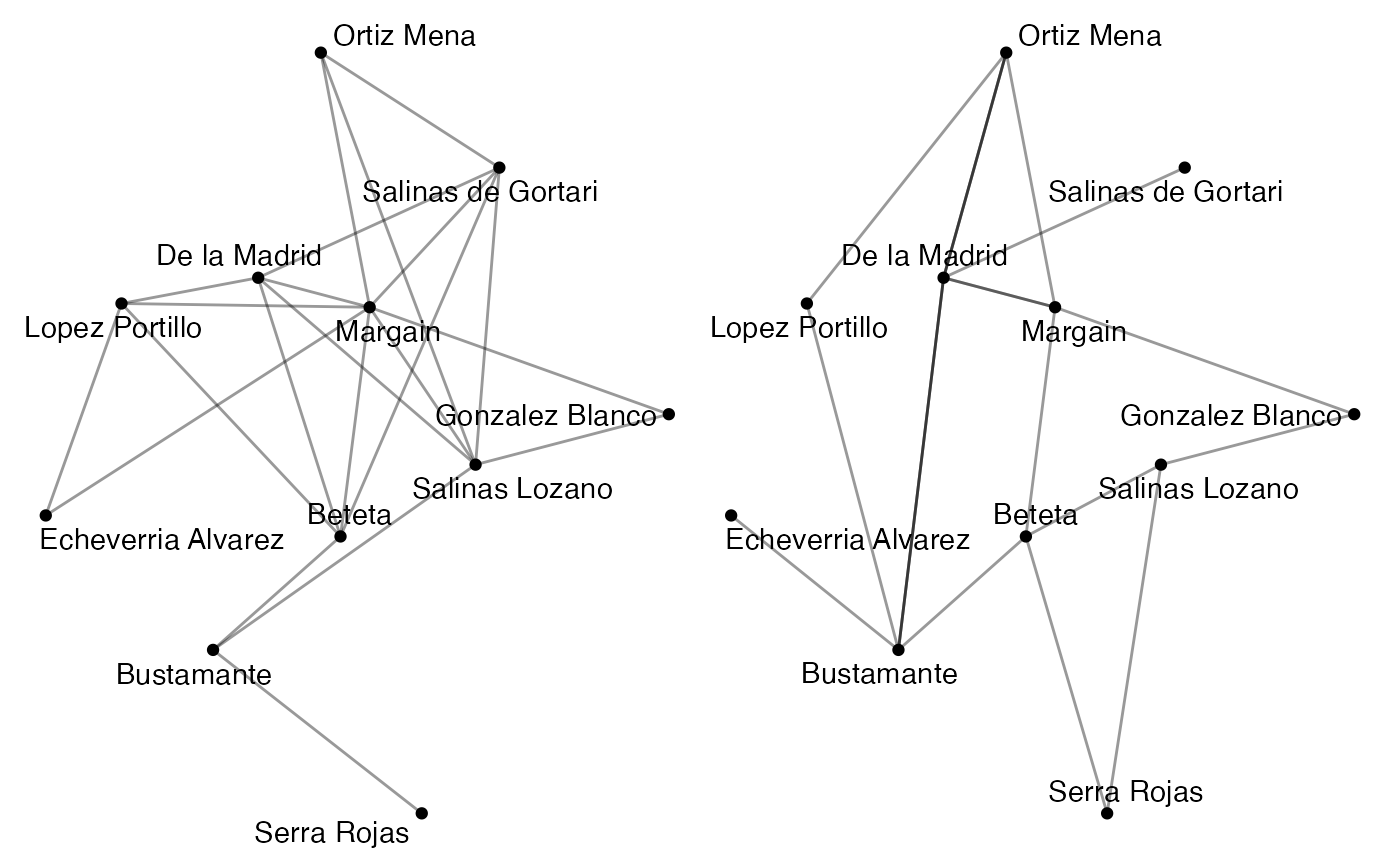 Ortiz Mena
Salinas de Gortari
De la Madrid
Lopez Portillo
Margain
Gonzalez Blanco
Salinas Lozano
Beteta
Echeverria Alvarez
Bustamante
Serra Rojas
Ortiz Mena
Salinas de Gortari
De la Madrid
Lopez Portillo
Margain
Gonzalez Blanco
Salinas Lozano
Beteta
Echeverria Alvarez
Bustamante
Serra Rojas